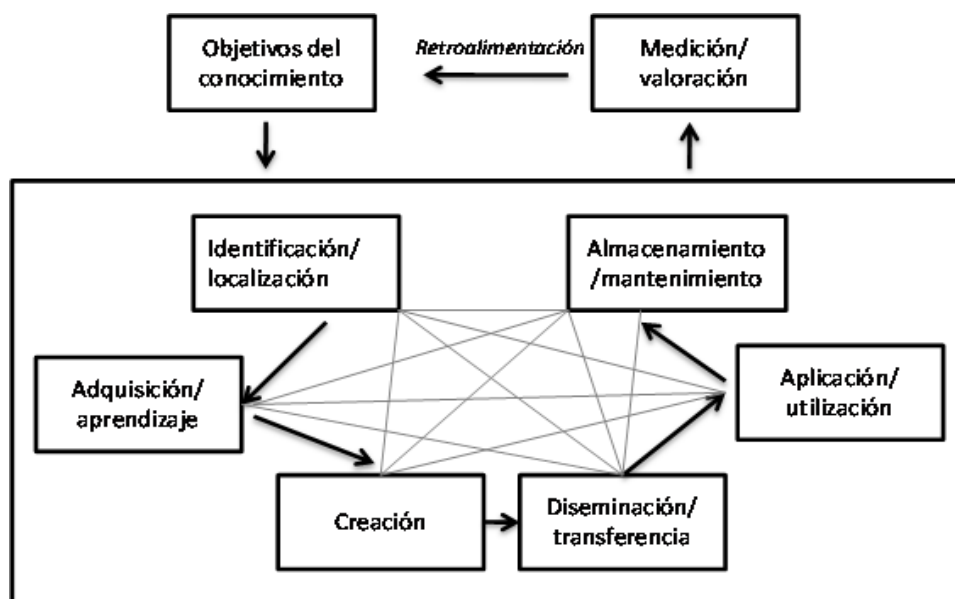 Objetivos del
conocimiento
Retroalimentación
Medición/
valoración
Identificación/
localización
Almacenamiento
/mantenimiento
Adquisición/
aprendizaje
Aplicación/
utilización
Creación
Diseminación/
transferencia